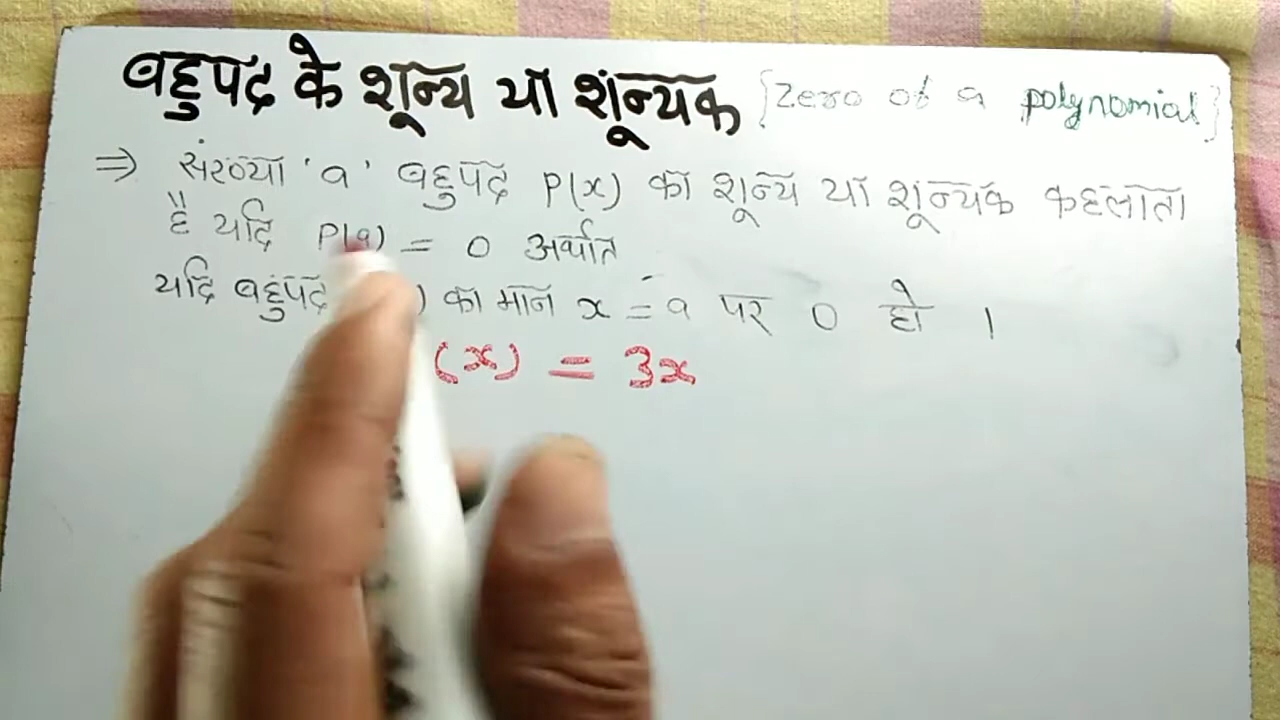 बहुपद के शून्य या शून्यक {Zero of a polynomial}
⇒ संख्या 'a' बहुपद P(x) का शून्य या शून्यक कहलाता
है यदि P(a) = 0 अर्थात
यदि बहुपद ) का मान x = a पर 0 हो ।
(x) = 3x